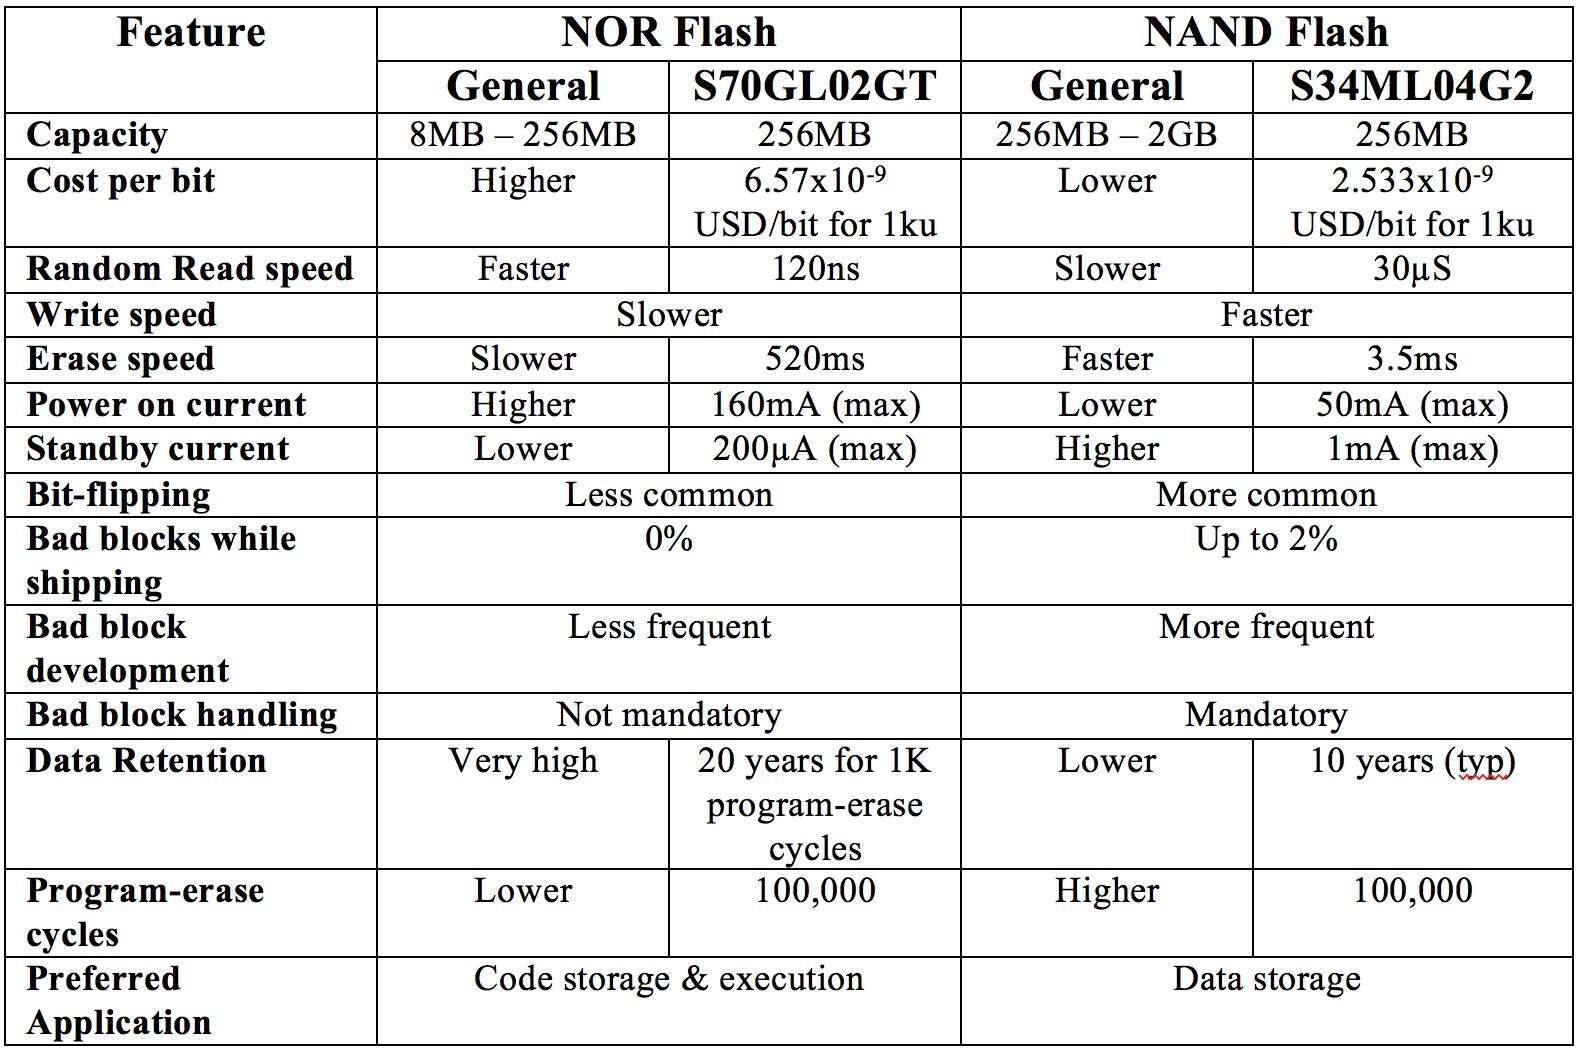 Feature NOR Flash NAND Flash
General S70GL02GT General S34ML04G2
Capacity 8MB – 256MB 256MB 256MB – 2GB 256MB
Cost per bit Higher 6.57x10⁻⁹ Lower 2.533x10⁻⁹
USD/bit for 1ku USD/bit for 1ku
Random Read speed Faster 120ns Slower 30µS
Write speed Slower Faster
Erase speed Slower 520ms Faster 3.5ms
Power on current Higher 160mA (max) Lower 50mA (max)
Standby current Lower 200µA (max) Higher 1mA (max)
Bit-flipping Less common More common
Bad blocks while 0% Up to 2%
shipping
Bad block Less frequent More frequent
development
Bad block handling Not mandatory Mandatory
Data Retention Very high 20 years for 1K Lower 10 years (typ)
program-erase
cycles
Program-erase Lower 100,000 Higher 100,000
cycles
Preferred Code storage & execution Data storage
Application